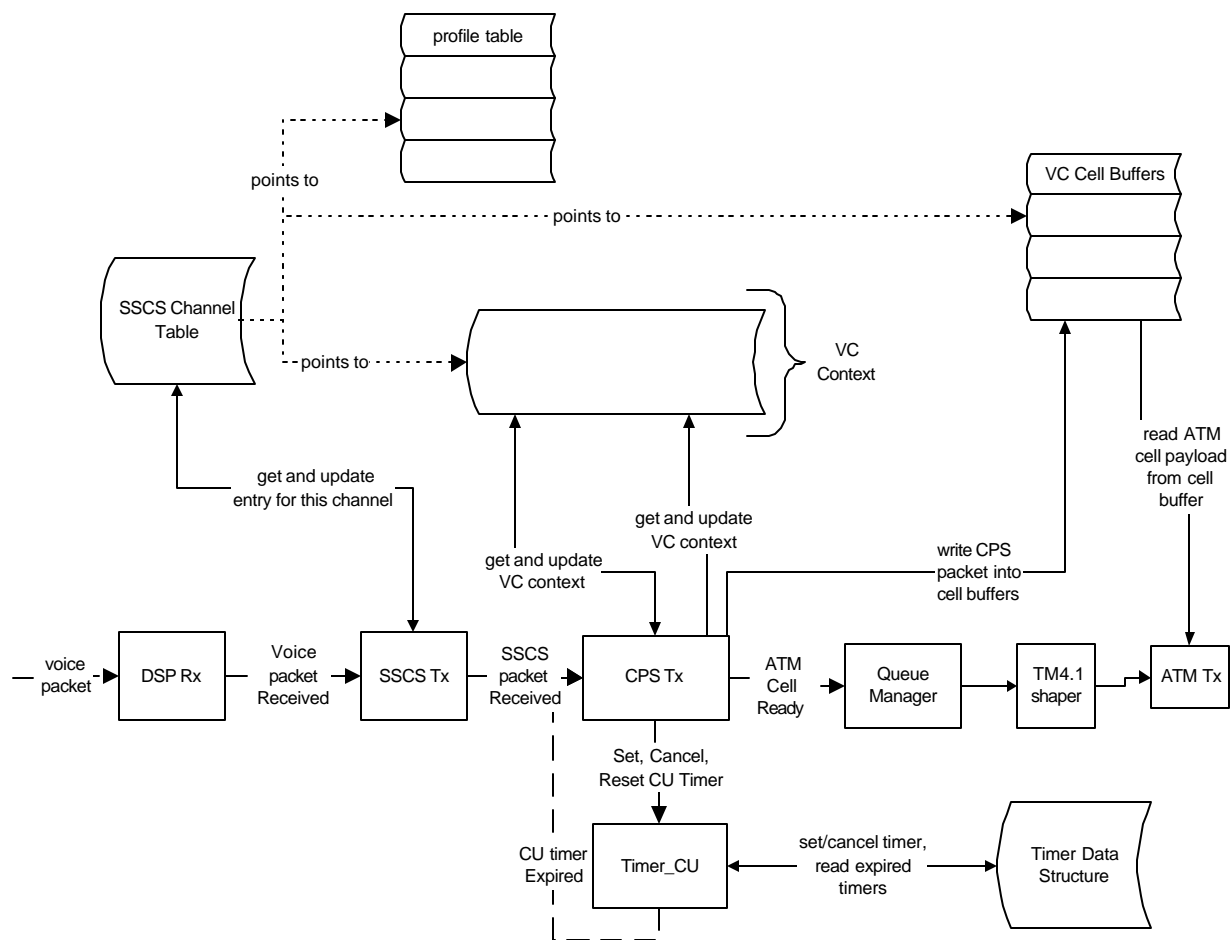 profile table
points to
VC Cell Buffers
points to
SSCS Channel
Table
points to
VC
Context
read ATM
cell payload
from cell
buffer
get and update
entry for this channel
get and update
VC context
get and update
VC context
write CPS
packet into
cell buffers
voice
packet
DSP Rx
Voice
packet
Received
SSCS Tx
SSCS
packet
Received
CPS Tx
ATM
Cell
Ready
Queue
Manager
TM4.1
shaper
ATM Tx
Set, Cancel,
Reset CU Timer
CU timer
Expired
Timer_CU
set/cancel timer,
read expired
timers
Timer Data
Structure